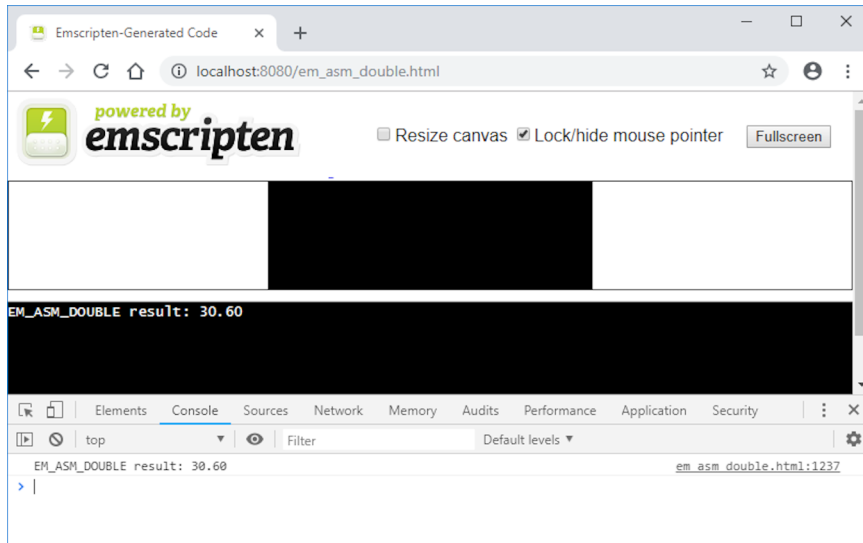 Emscripten-Generated Code
localhost:8080/em_asm_double.html
powered by
emscripten
Resize canvas Lock/hide mouse pointer Fullscreen
EM_ASM_DOUBLE result: 30.60
Elements Console Sources Network Memory Audits Performance Application Security
top Filter Default levels
EM_ASM_DOUBLE result: 30.60 em_asm_double.html:1237